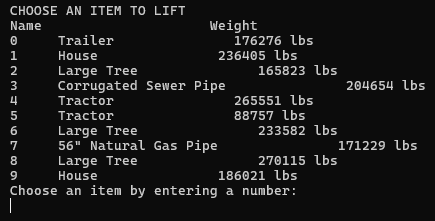 CHOOSE AN ITEM TO LIFT
Name Weight
0 Trailer 176276 lbs
1 House 236405 lbs
2 Large Tree 165823 lbs
3 Corrugated Sewer Pipe 204654 lbs
4 Tractor 265551 lbs
5 Tractor 88757 lbs
6 Large Tree 233582 lbs
7 56" Natural Gas Pipe 171229 lbs
8 Large Tree 270115 lbs
9 House 186021 lbs
Choose an item by entering a number: